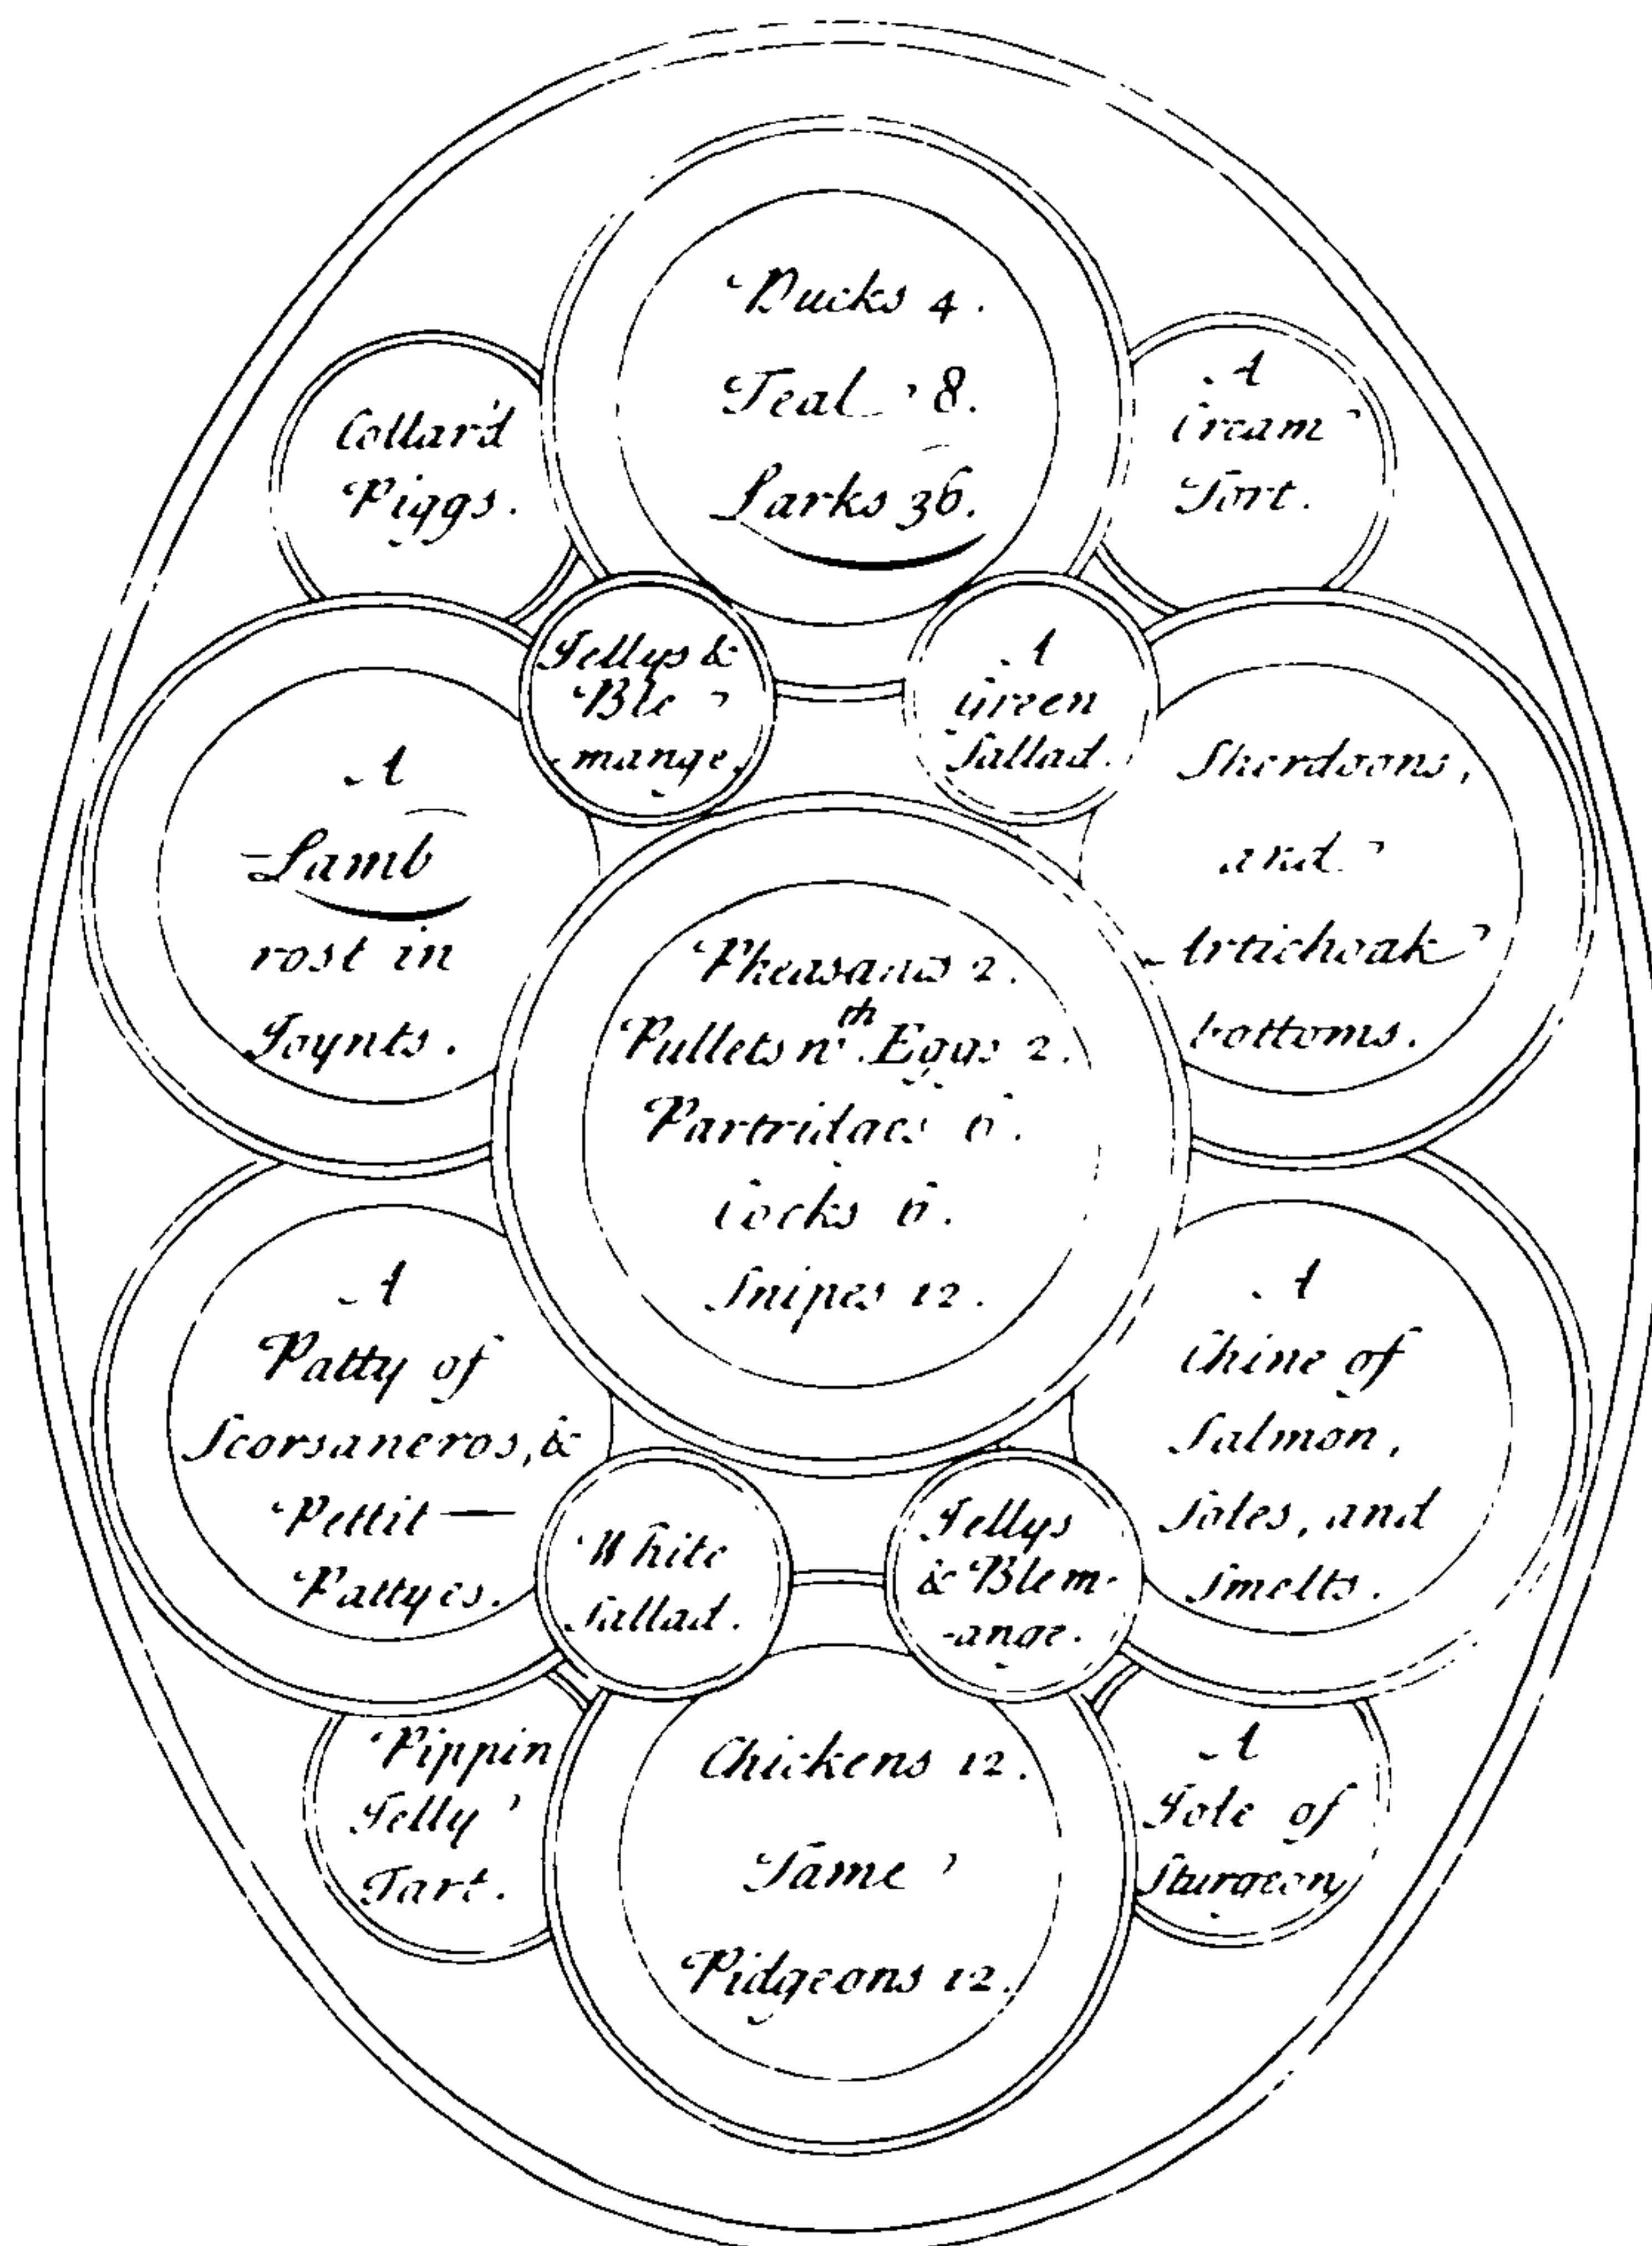 Ducks 4.
Teal 8.
Larks 36.
Collard
Piggs.
A
Cream
Tort.
Jellys &
Ble
mange.
A
Green
Sallad.
A
Lamb
rost in
Joynts.
Sherdoons,
and
Artichoak
bottoms.
Pheasants 2.
Pullets wth. Eggs 2.
Partridges 6.
Cocks 6.
Snipes 12.
A
Patty of
Scorsaneros, &
Pettit —
Pattyes.
A
Chine of
Salmon,
Soles, and
Smelts.
White
Sallad.
Jellys
& Blem-
-ange.
Pippin
Jelly
Tart.
Chickens 12.
Tame
Pidgeons 12.
A
Jole of
Sturgeon